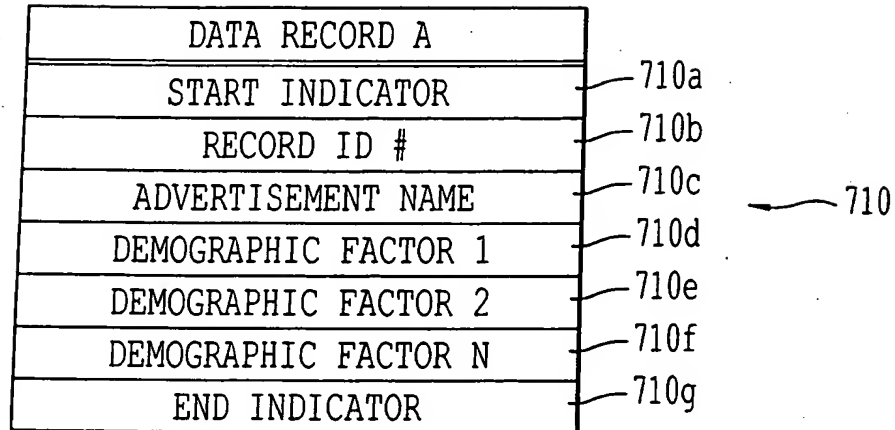 DATA RECORD A
START INDICATOR 710a
RECORD ID # 710b
ADVERTISEMENT NAME 710c
710
DEMOGRAPHIC FACTOR 1 710d
DEMOGRAPHIC FACTOR 2 710e
DEMOGRAPHIC FACTOR N 710f
END INDICATOR 710g